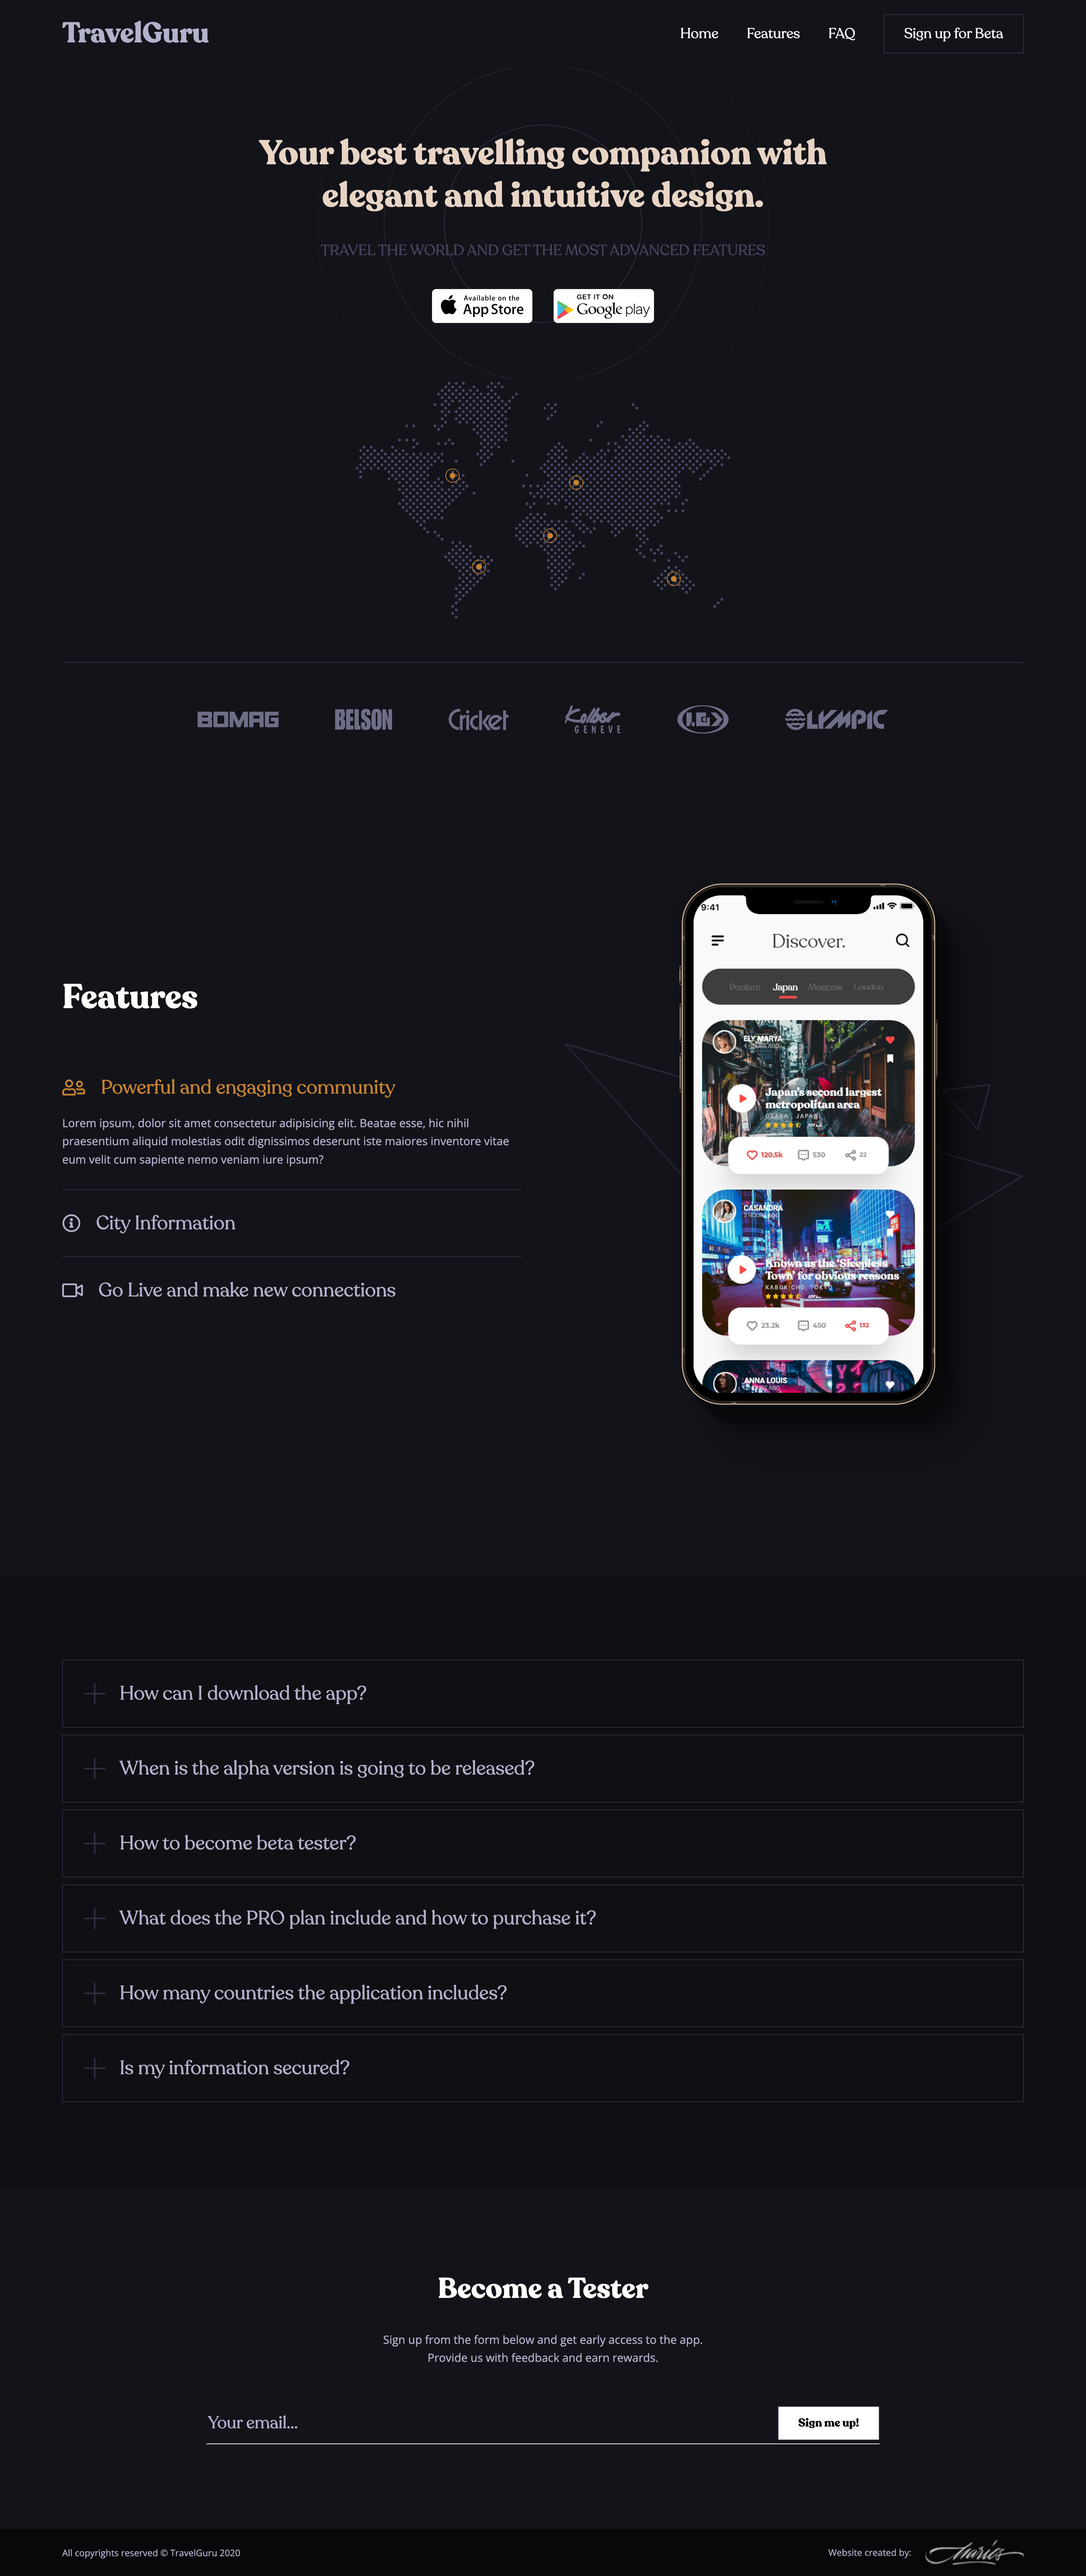 TravelGuru
Home Features FAQ Sign up for Beta
Your best travelling companion with
elegant and intuitive design.
TRAVEL THE WORLD AND GET THE MOST ADVANCED FEATURES
Available on the
App Store
GET IT ON
Google play
BOMAG BELSON Cricket Kolber OLYMPIC
GENEVE
9:41
Discover.
Poulare Japan Moscow London
Features
ELY MARYA
4 HOURS AGO
Powerful and engaging community
Japan's second largest
metropolitan area
OSAKA , JAPAN
Lorem ipsum, dolor sit amet consectetur adipisicing elit. Beatae esse, hic nihil
praesentium aliquid molestias odit dignissimos deserunt iste maiores inventore vitae
eum velit cum sapiente nemo veniam iure ipsum?
120.5k 530 22
City Information
CASANDRA
HOURS AGO
Known as the 'Sleepless
Town' for obvious reasons
KABUKICHO, TOKYO
Go Live and make new connections
23.2k 450 132
ANNA LOUIS
How can I download the app?
When is the alpha version is going to be released?
How to become beta tester?
What does the PRO plan include and how to purchase it?
How many countries the application includes?
Is my information secured?
Become a Tester
Sign up from the form below and get early access to the app.
Provide us with feedback and earn rewards.
Your email...
Sign me up!
All copyrights reserved © TravelGuru 2020
Website created by: